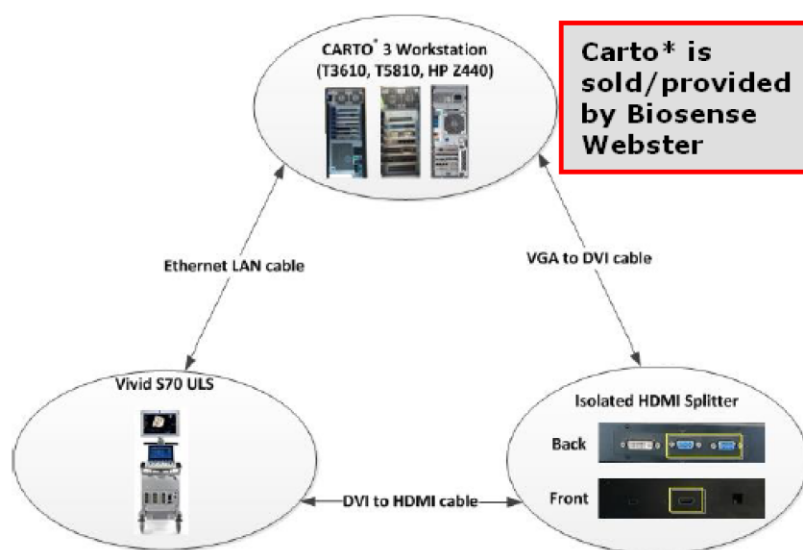 CARTO* 3 Workstation
(T3610, T5810, HP Z440)
Carto* is
sold/provided
by Biosense
Webster
Ethernet LAN cable
VGA to DVI cable
Vivid S70 ULS
Isolated HDMI Splitter
Back
Front
DVI to HDMI cable